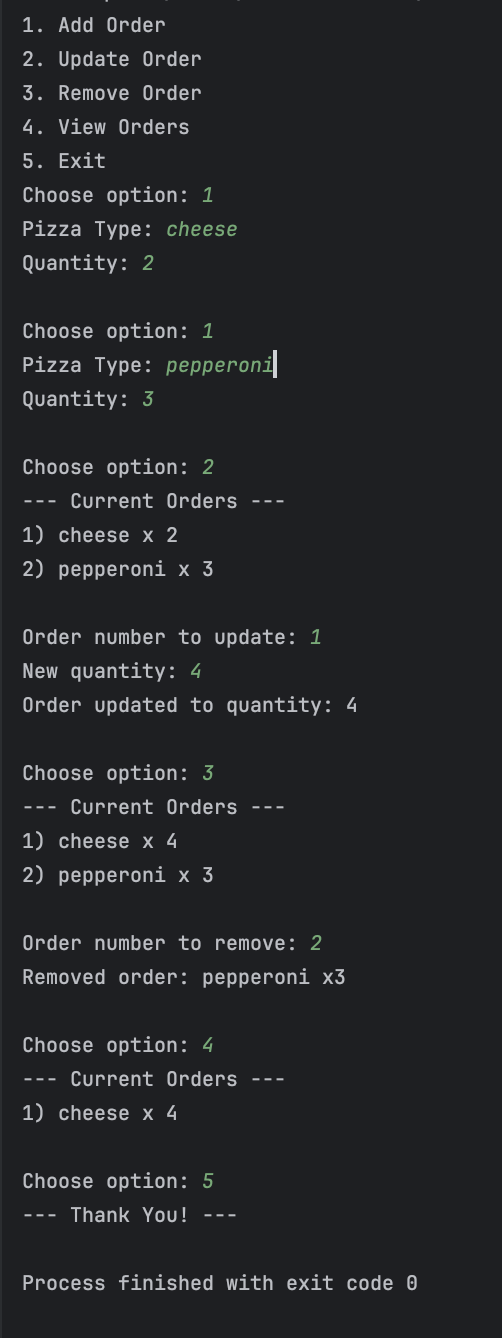 1. Add Order
2. Update Order
3. Remove Order
4. View Orders
5. Exit
Choose option: 1
Pizza Type: cheese
Quantity: 2
Choose option: 1
Pizza Type: pepperoni
Quantity: 3
Choose option: 2
--- Current Orders ---
1) cheese x 2
2) pepperoni x 3
Order number to update: 1
New quantity: 4
Order updated to quantity: 4
Choose option: 3
--- Current Orders ---
1) cheese x 4
2) pepperoni x 3
Order number to remove: 2
Removed order: pepperoni x3
Choose option: 4
--- Current Orders ---
1) cheese x 4
Choose option: 5
--- Thank You! ---
Process finished with exit code 0